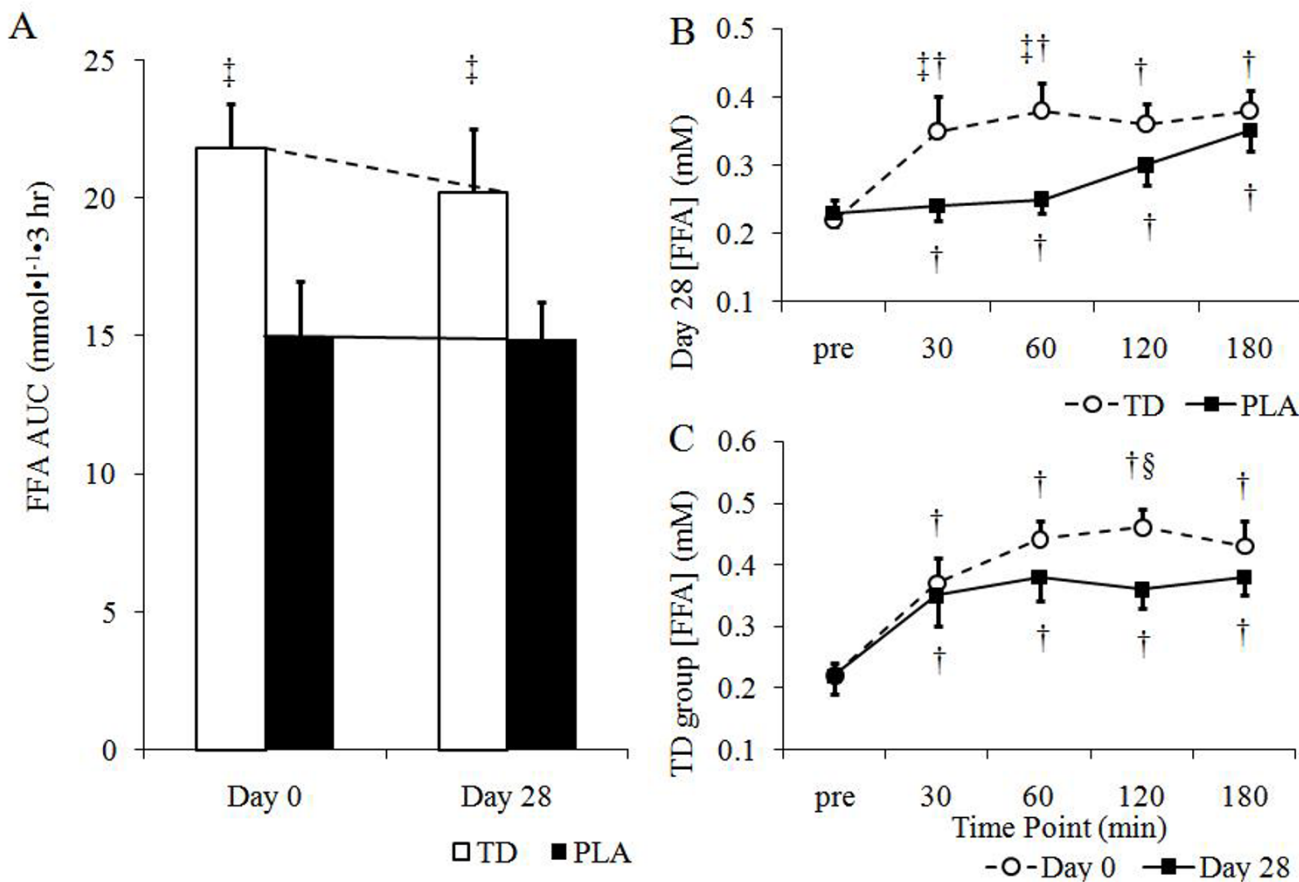 A
FFA AUC (mmol•l⁻¹•3 hr)
25
20
15
10
5
0
‡
‡
Day 0
Day 28
TD
PLA
B
Day 28 [FFA] (mM)
0.5
0.4
0.3
0.2
0.1
‡†
‡†
†
†
†
†
†
†
pre
30
60
120
180
TD
PLA
C
TD group [FFA] (mM)
0.6
0.5
0.4
0.3
0.2
0.1
†
†
†§
†
†
†
†
†
pre
30
60
120
180
Time Point (min)
Day 0
Day 28